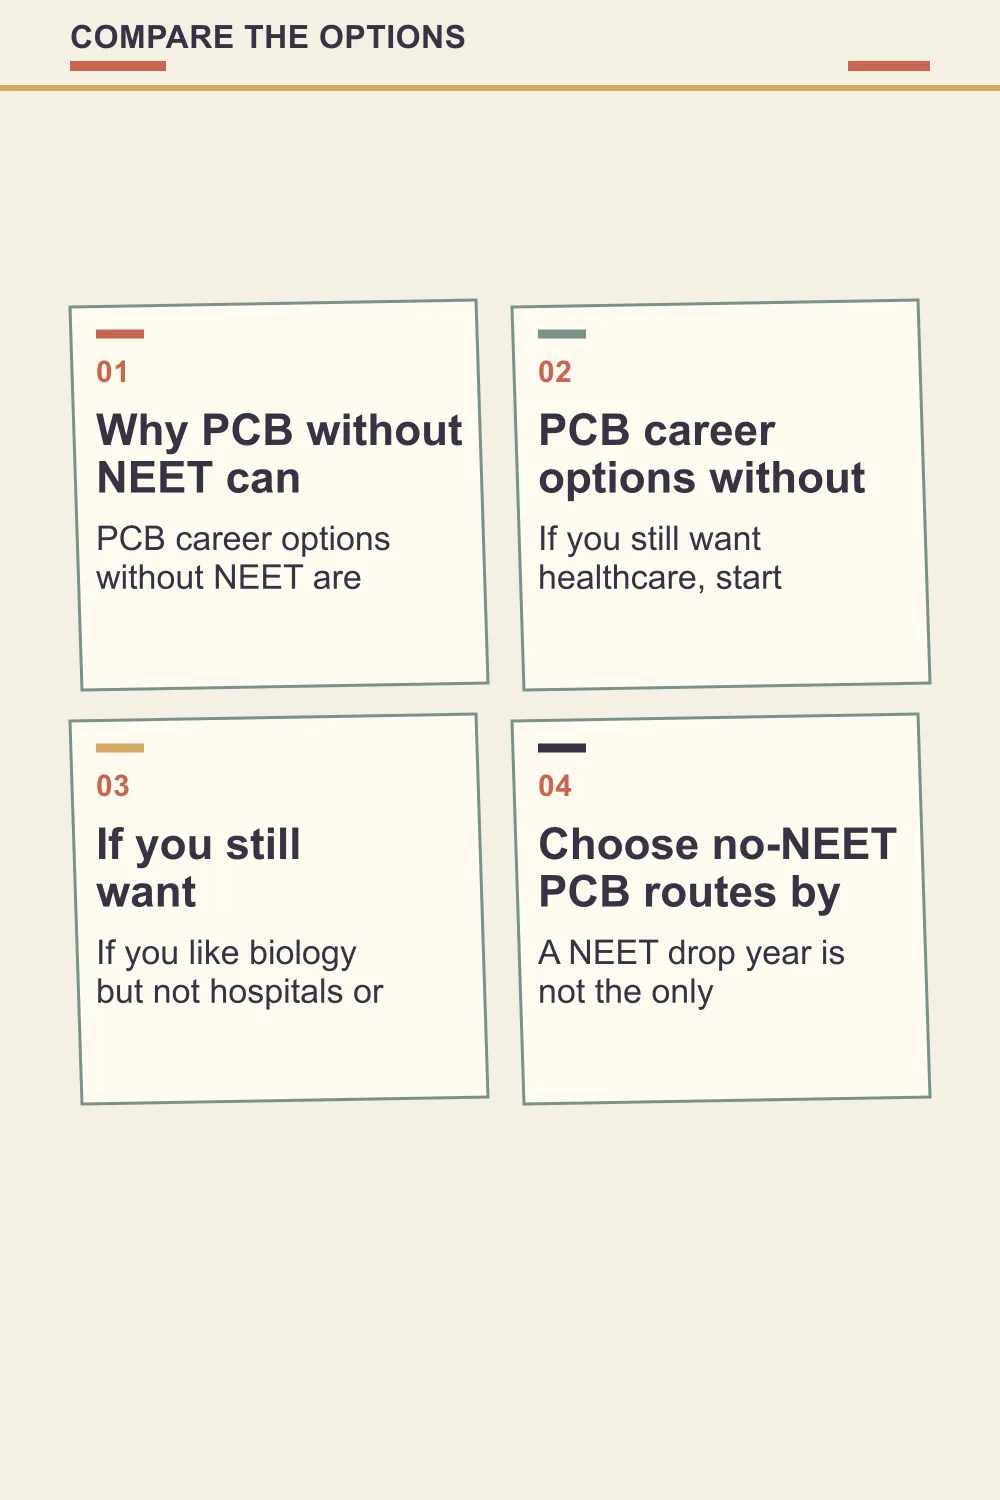 COMPARE THE OPTIONS
01
Why PCB without
NEET can
PCB career options
without NEET are
02
PCB career
options without
If you still want
healthcare, start
03
If you still
want
If you like biology
but not hospitals or
04
Choose no-NEET
PCB routes by
A NEET drop year is
not the only